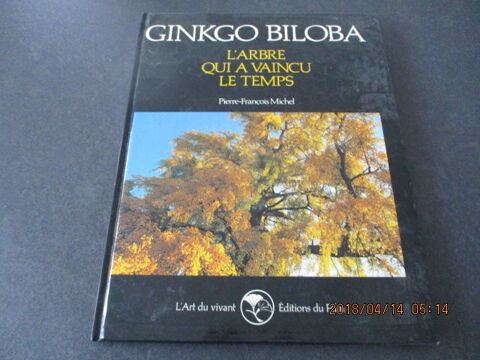 GINKGO BILOBA
L'ARBRE
QUI A VAINCU
LE TEMPS
Pierre-François Michel
L'Art du vivant
Éditions du
2018/04/14 05:14